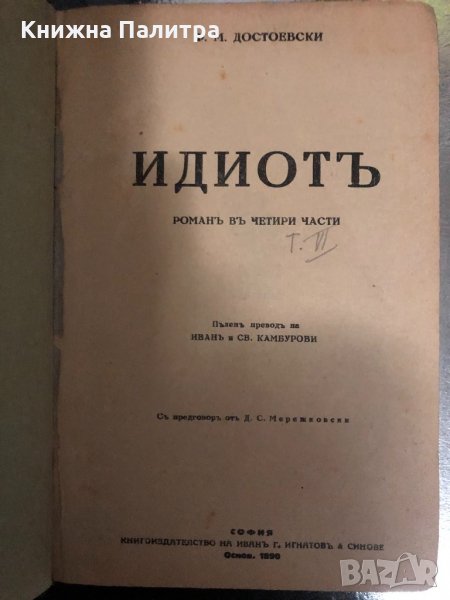 Книжна Палитра
М. ДОСТОЕВСКИ
ИДИОТЪ
РОМАНЪ ВЪ ЧЕТИРИ ЧАСТИ
т. II
Пъленъ преводъ на
ИВАНЪ и СВ. КАМБУРОВИ
Съ предговоръ отъ Д. С. Мережковски
СОФИЯ
КНИГОИЗДАТЕЛСТВО НА ИВАНЪ Г. ИГНАТОВЪ & СИНОВЕ
Основ. 1890
BAZAR